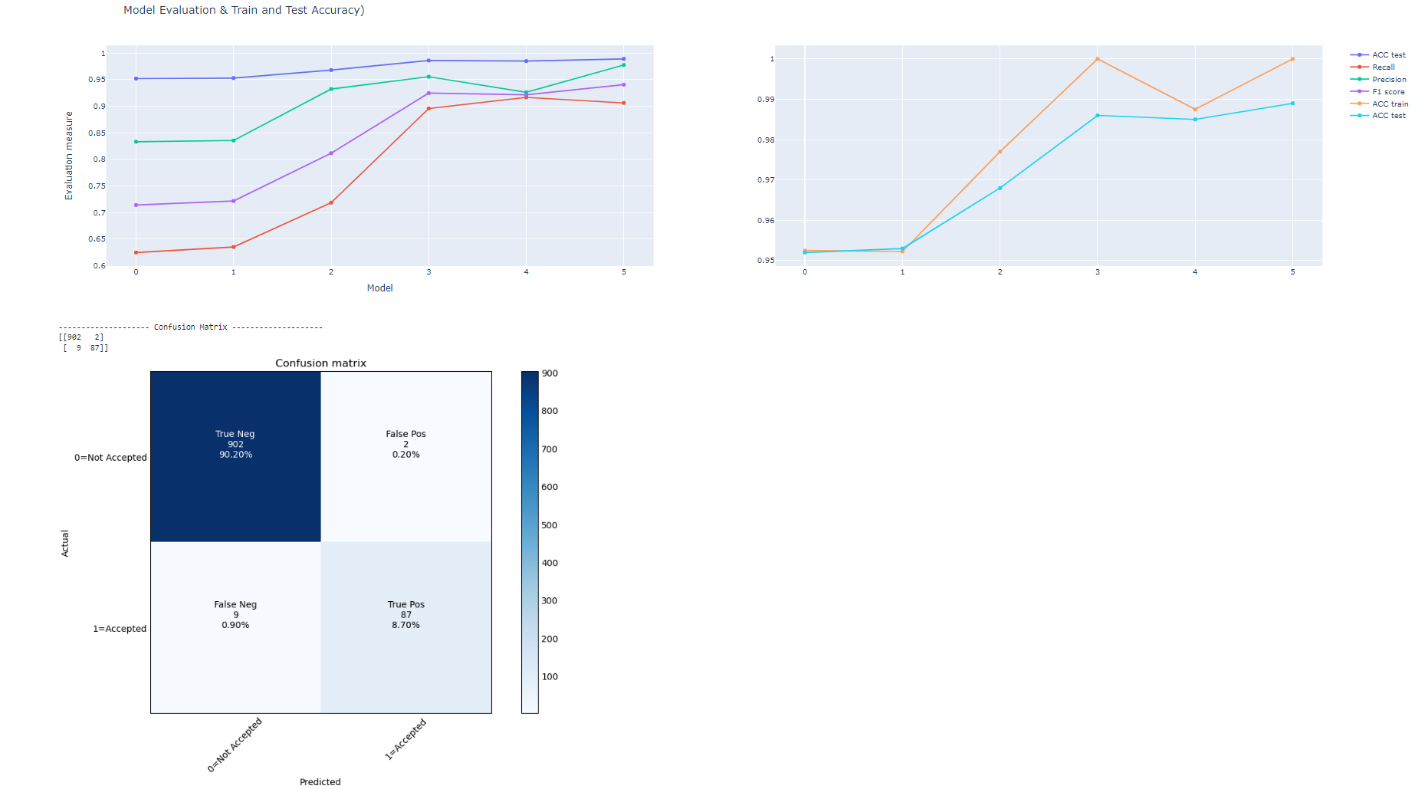 Model Evaluation & Train and Test Accuracy)
1
0.95
0.9
0.85
0.8
0.75
0.7
0.65
0.6
Evaluation measure
0 1 2 3 4 5
Model
1
0.99
0.98
0.97
0.96
0.95
0 1 2 3 4 5
ACC test
Recall
Precision
F1 score
ACC train
ACC test
-------------------- Confusion Matrix --------------------
[[902   2]
 [  9  87]]
Confusion matrix
True Neg
902
90.20%
False Pos
2
0.20%
False Neg
9
0.90%
True Pos
87
8.70%
0=Not Accepted
1=Accepted
Actual
0=Not Accepted
1=Accepted
Predicted
900
800
700
600
500
400
300
200
100